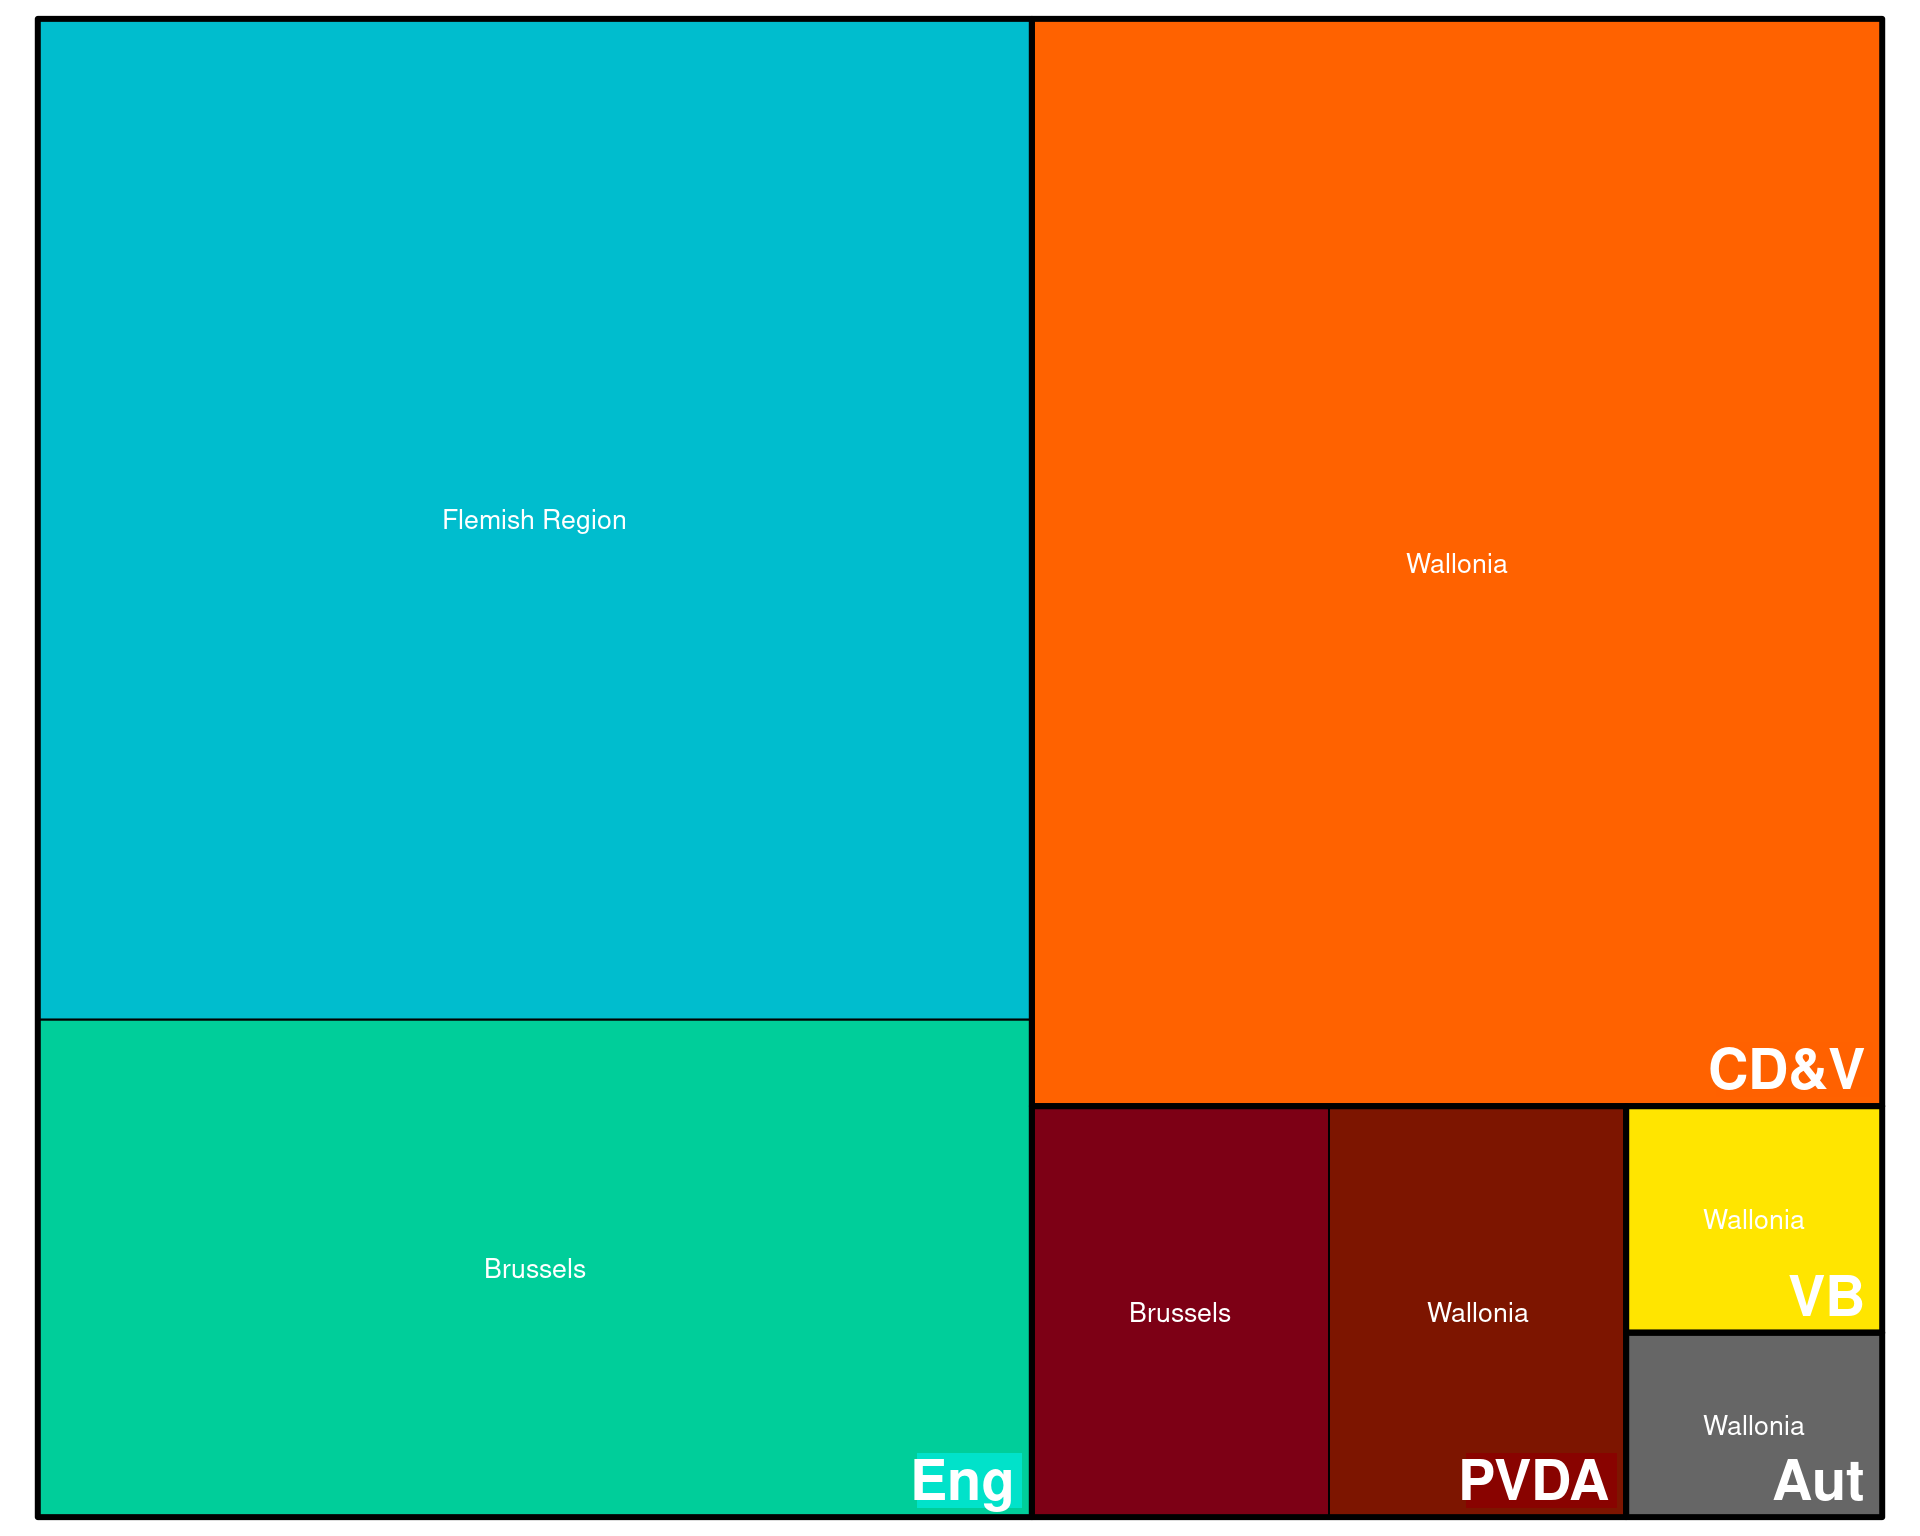 Flemish Region
Brussels
Eng
Wallonia
CD&V
Brussels
Wallonia
PVDA
Wallonia
VB
Wallonia
Aut